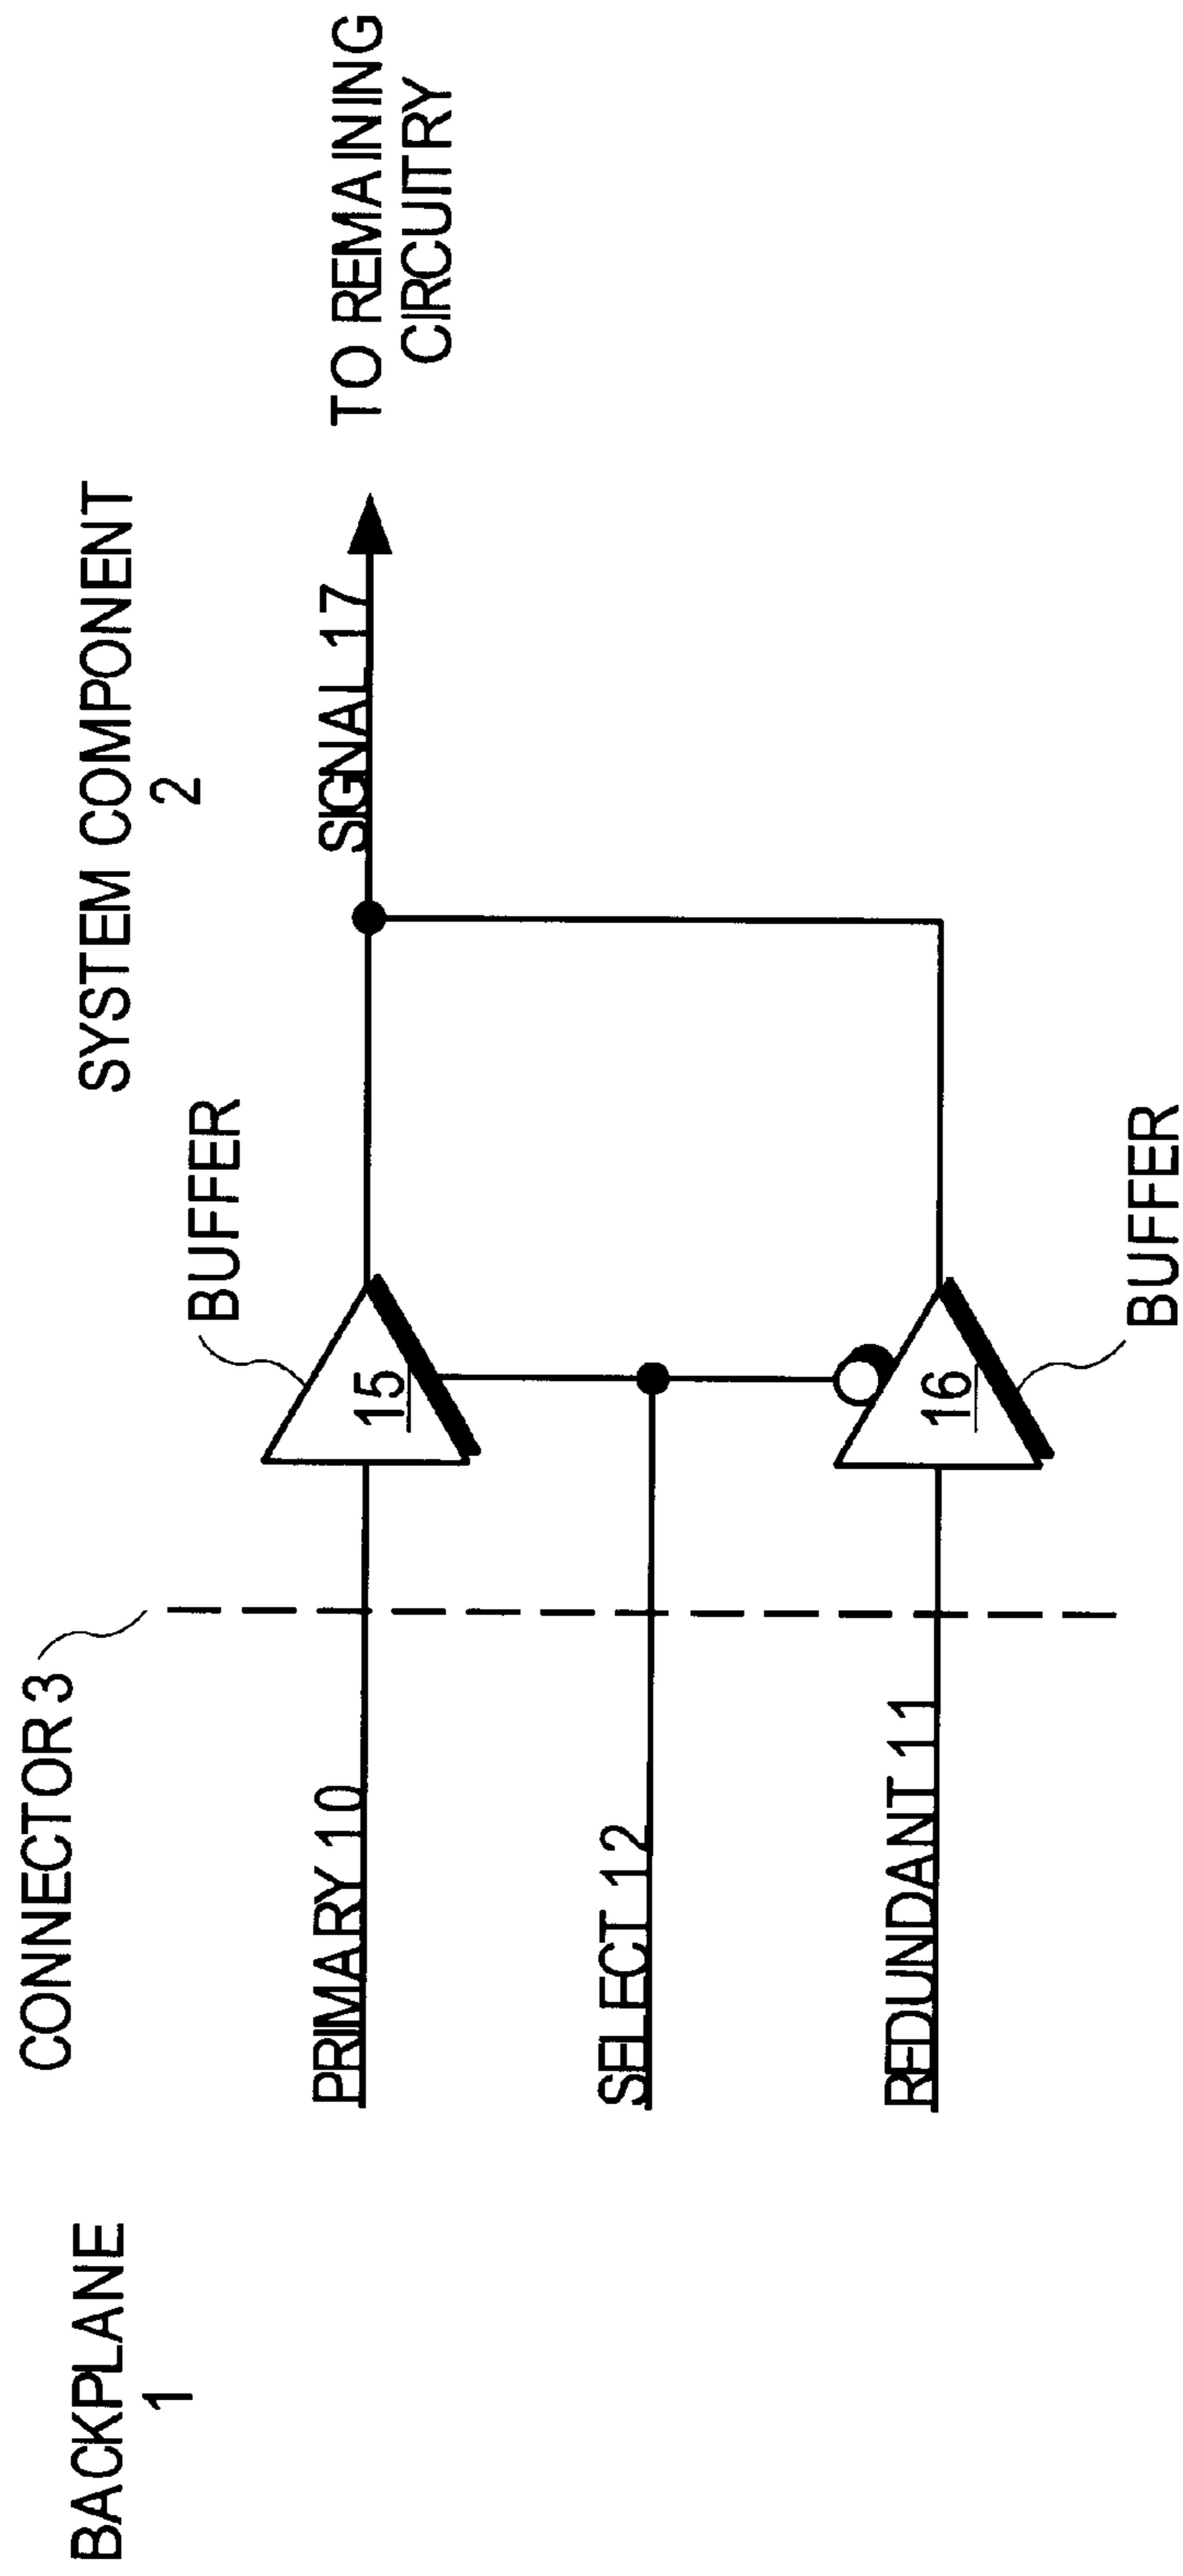 BACKPLANE
1
CONNECTOR 3
SYSTEM COMPONENT
2
BUFFER
PRIMARY 10
15
SIGNAL 17
TO REMAINING
CIRCUITRY
SELECT 12
REDUNDANT 11
16
BUFFER